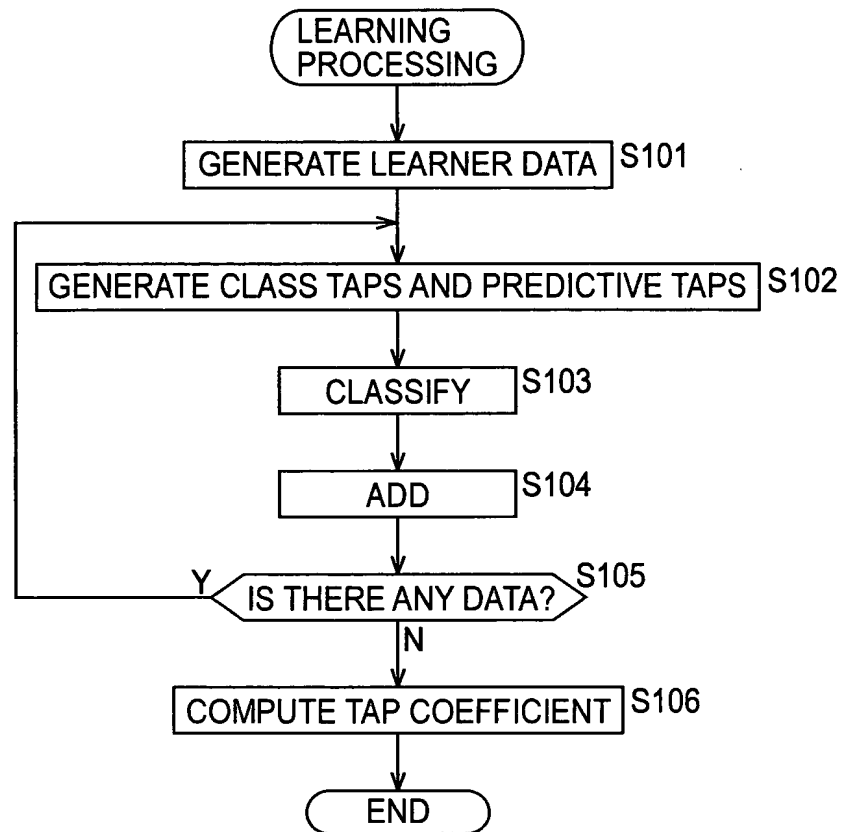 LEARNING
PROCESSING
GENERATE LEARNER DATA S101
GENERATE CLASS TAPS AND PREDICTIVE TAPS S102
CLASSIFY S103
ADD S104
Y IS THERE ANY DATA? S105
N
COMPUTE TAP COEFFICIENT S106
END